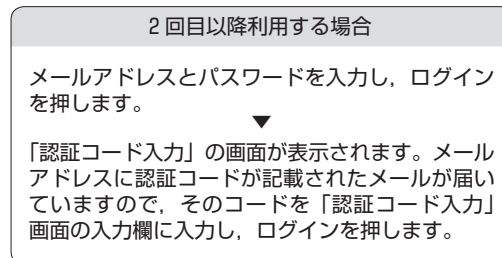 2回目以降利用する場合
メールアドレスとパスワードを入力し，ログイン
を押します。
▼
「認証コード入力」の画面が表示されます。メール
アドレスに認証コードが記載されたメールが届い
ていますので，そのコードを「認証コード入力」
画面の入力欄に入力し，ログインを押します。